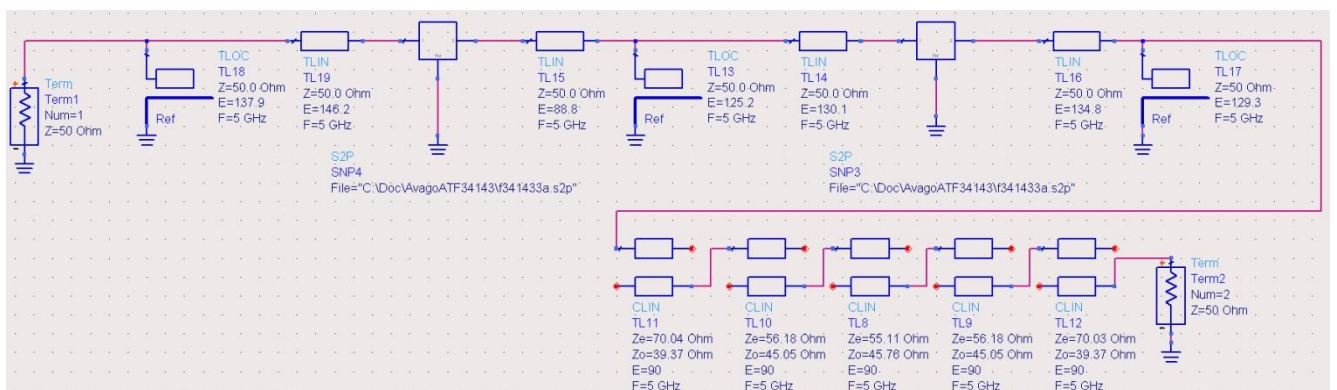 Term
Term1
Num=1
Z=50 Ohm
TLOC
TL18
Z=50.0 Ohm
E=137.9
F=5 GHz
Ref
TLIN
TL19
Z=50.0 Ohm
E=146.2
F=5 GHz
1
2
Ref
S2P
SNP4
File="C:\Doc\AvagoATF34143\f341433a.s2p"
TLIN
TL15
Z=50.0 Ohm
E=88.8
F=5 GHz
TLOC
TL13
Z=50.0 Ohm
E=125.2
F=5 GHz
Ref
TLIN
TL14
Z=50.0 Ohm
E=130.1
F=5 GHz
1
2
Ref
S2P
SNP3
File="C:\Doc\AvagoATF34143\f341433a.s2p"
TLIN
TL16
Z=50.0 Ohm
E=134.8
F=5 GHz
TLOC
TL17
Z=50.0 Ohm
E=129.3
F=5 GHz
Ref
CLIN
TL11
Ze=70.04 Ohm
Zo=39.37 Ohm
E=90
F=5 GHz
CLIN
TL10
Ze=56.18 Ohm
Zo=45.05 Ohm
E=90
F=5 GHz
CLIN
TL8
Ze=55.11 Ohm
Zo=45.76 Ohm
E=90
F=5 GHz
CLIN
TL9
Ze=56.18 Ohm
Zo=45.05 Ohm
E=90
F=5 GHz
CLIN
TL12
Ze=70.03 Ohm
Zo=39.37 Ohm
E=90
F=5 GHz
Term
Term2
Num=2
Z=50 Ohm